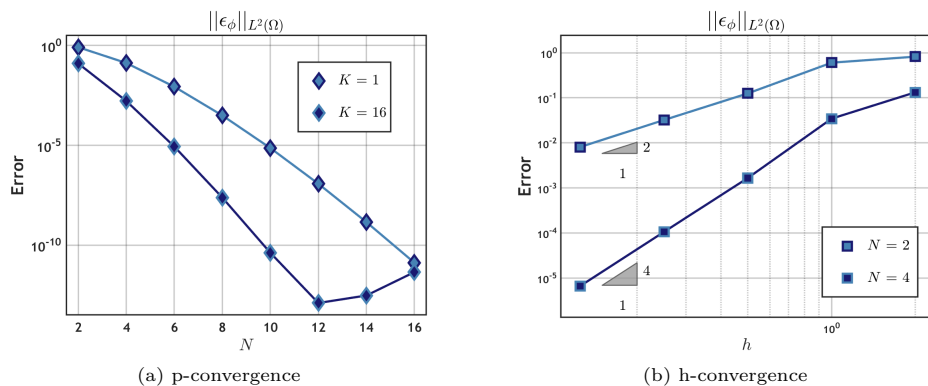 ||ϵ_ϕ||_{L²(Ω)}
10^0
10^{-5}
10^{-10}
Error
K = 1
K = 16
2 4 6 8 10 12 14 16
N
(a) p-convergence
||ϵ_ϕ||_{L²(Ω)}
10^0
10^{-1}
10^{-2}
10^{-3}
10^{-4}
10^{-5}
Error
2
1
4
1
N = 2
N = 4
10^0
h
(b) h-convergence